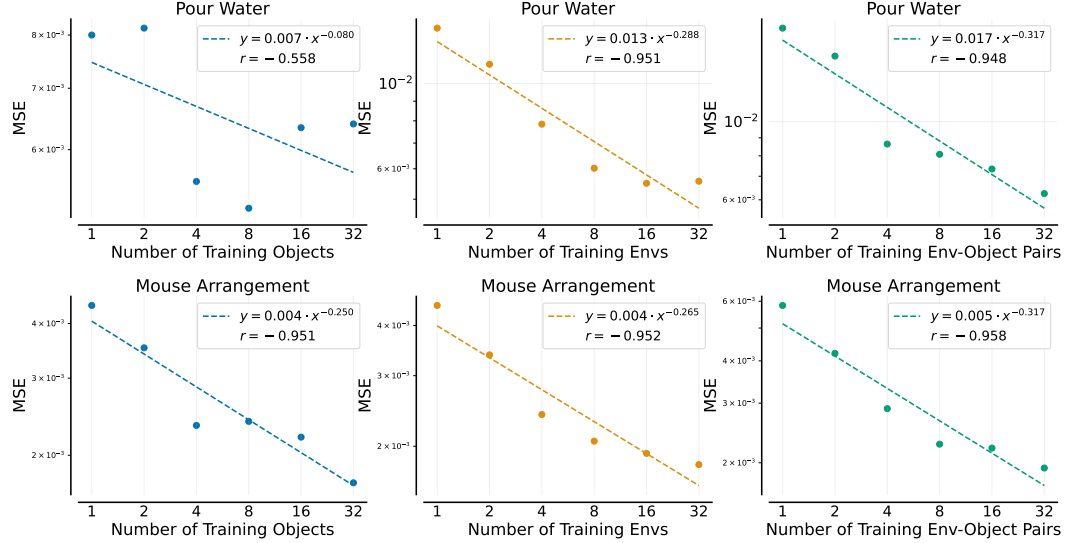 Pour Water
y = 0.007 · x^−0.080
r = −0.558
MSE
8 × 10^−3
7 × 10^−3
6 × 10^−3
1 2 4 8 16 32
Number of Training Objects
Pour Water
y = 0.013 · x^−0.288
r = −0.951
MSE
10^−2
6 × 10^−3
1 2 4 8 16 32
Number of Training Envs
Pour Water
y = 0.017 · x^−0.317
r = −0.948
MSE
10^−2
6 × 10^−3
1 2 4 8 16 32
Number of Training Env-Object Pairs
Mouse Arrangement
y = 0.004 · x^−0.250
r = −0.951
MSE
4 × 10^−3
3 × 10^−3
2 × 10^−3
1 2 4 8 16 32
Number of Training Objects
Mouse Arrangement
y = 0.004 · x^−0.265
r = −0.952
MSE
4 × 10^−3
3 × 10^−3
2 × 10^−3
1 2 4 8 16 32
Number of Training Envs
Mouse Arrangement
y = 0.005 · x^−0.317
r = −0.958
MSE
6 × 10^−3
4 × 10^−3
3 × 10^−3
2 × 10^−3
1 2 4 8 16 32
Number of Training Env-Object Pairs